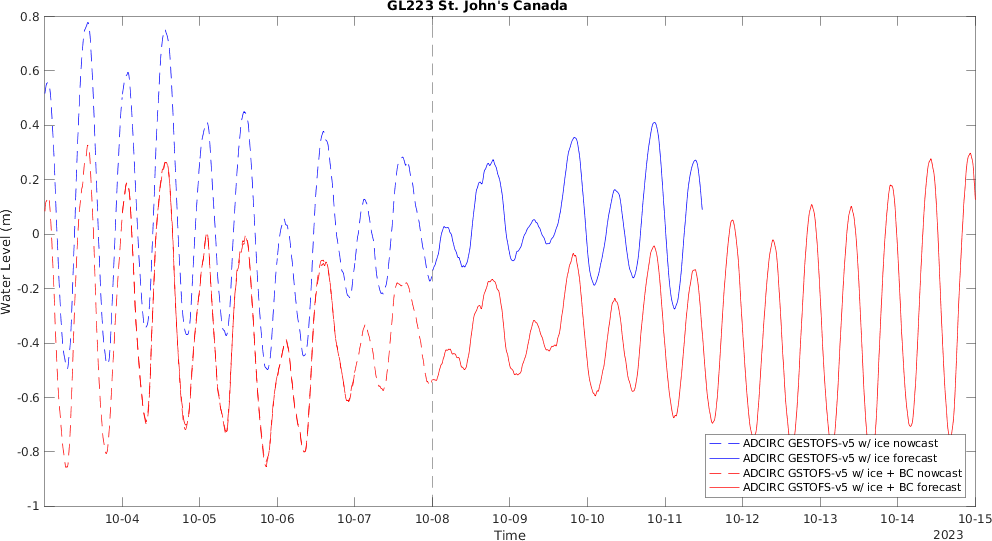 GL223 St. John's Canada
0.8
0.6
0.4
0.2
0
-0.2
-0.4
-0.6
-0.8
-1
Water Level (m)
ADCIRC GESTOFS-v5 w/ ice nowcast
ADCIRC GESTOFS-v5 w/ ice forecast
ADCIRC GSTOFS-v5 w/ ice + BC nowcast
ADCIRC GSTOFS-v5 w/ ice + BC forecast
10-04 10-05 10-06 10-07 10-08 10-09 10-10 10-11 10-12 10-13 10-14 10-15
Time
2023